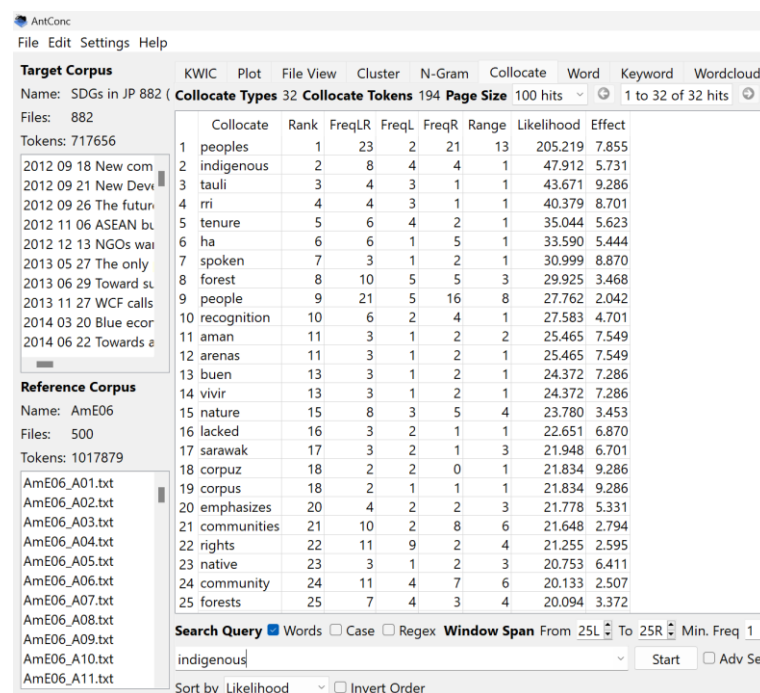 AntConc
File Edit Settings Help
Target Corpus
Name: SDGs in JP 882 (
Files: 882
Tokens: 717656
2012 09 18 New com
2012 09 21 New Deve
2012 09 26 The futur
2012 11 06 ASEAN bu
2012 12 13 NGOs wa
2013 05 27 The only
2013 06 29 Toward su
2013 11 27 WCF calls
2014 03 20 Blue econ
2014 06 22 Towards a
Reference Corpus
Name: AmE06
Files: 500
Tokens: 1017879
AmE06_A01.txt
AmE06_A02.txt
AmE06_A03.txt
AmE06_A04.txt
AmE06_A05.txt
AmE06_A06.txt
AmE06_A07.txt
AmE06_A08.txt
AmE06_A09.txt
AmE06_A10.txt
AmE06_A11.txt
KWIC Plot File View Cluster N-Gram Collocate Word Keyword Wordcloud
Collocate Types 32 Collocate Tokens 194 Page Size 100 hits 1 to 32 of 32 hits
Collocate Rank FreqLR FreqL FreqR Range Likelihood Effect
1 peoples 1 23 2 21 13 205.219 7.855
2 indigenous 2 8 4 4 1 47.912 5.731
3 tauli 3 4 3 1 1 43.671 9.286
4 rri 4 4 3 1 1 40.379 8.701
5 tenure 5 6 4 2 1 35.044 5.623
6 ha 6 6 1 5 1 33.590 5.444
7 spoken 7 3 1 2 1 30.999 8.870
8 forest 8 10 5 5 3 29.925 3.468
9 people 9 21 5 16 8 27.762 2.042
10 recognition 10 6 2 4 1 27.583 4.701
11 aman 11 3 1 2 2 25.465 7.549
12 arenas 11 3 1 2 1 25.465 7.549
13 buen 13 3 1 2 1 24.372 7.286
14 vivir 13 3 1 2 1 24.372 7.286
15 nature 15 8 3 5 4 23.780 3.453
16 lacked 16 3 2 1 1 22.651 6.870
17 sarawak 17 3 2 1 3 21.948 6.701
18 corpuz 18 2 2 0 1 21.834 9.286
19 corpus 18 2 1 1 1 21.834 9.286
20 emphasizes 20 4 2 2 3 21.778 5.331
21 communities 21 10 2 8 6 21.648 2.794
22 rights 22 11 9 2 4 21.255 2.595
23 native 23 3 1 2 3 20.753 6.411
24 community 24 11 4 7 6 20.133 2.507
25 forests 25 7 4 3 4 20.094 3.372
Search Query Words Case Regex Window Span From 25L To 25R Min. Freq 1
indigenous Start Adv Se
Sort by Likelihood Invert Order